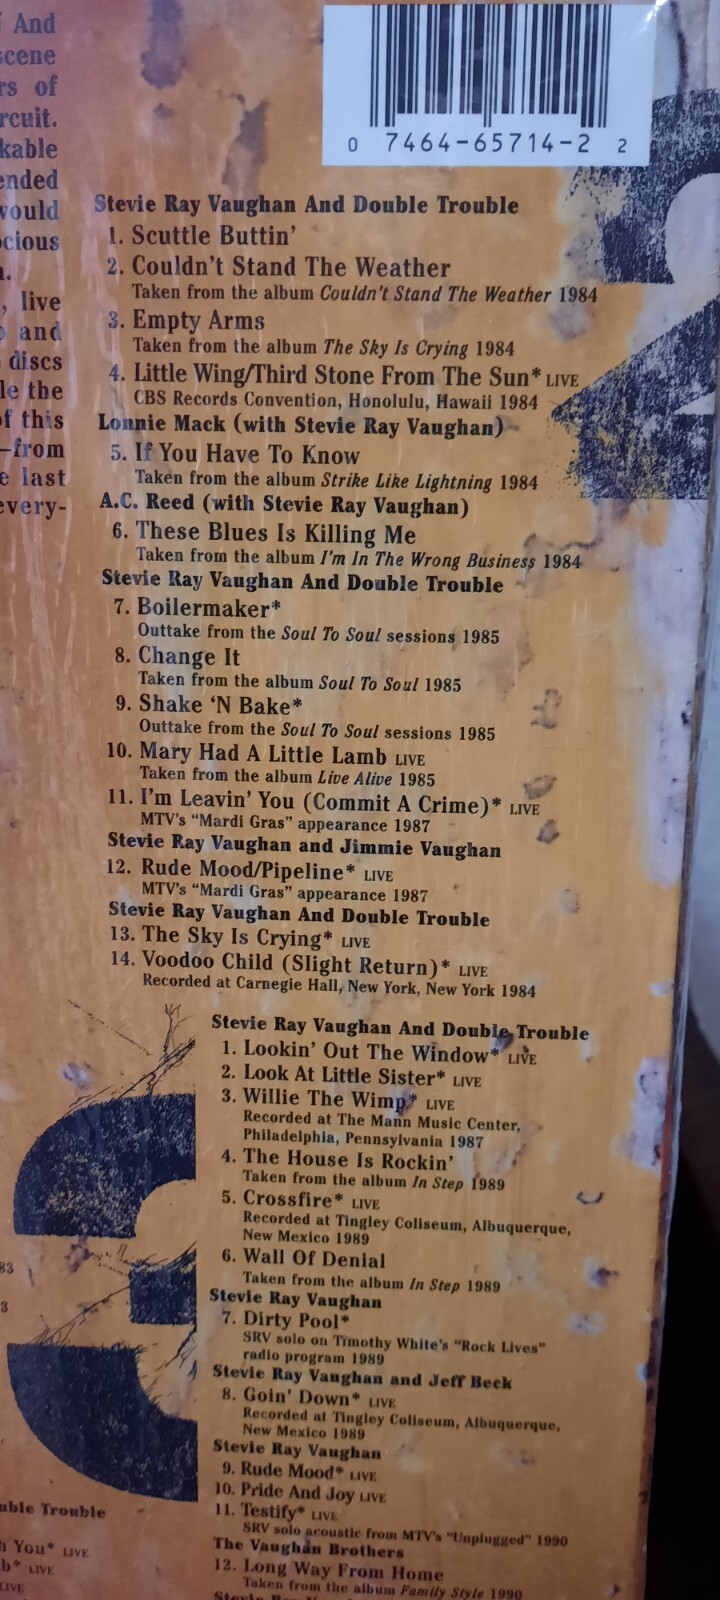 And
scene
rs of
rcuit.
kable
ended
would
ocious
, live
and
discs
le the
of this
—from
e last
every-
0 7464-65714-2 2
Stevie Ray Vaughan And Double Trouble
1. Scuttle Buttin'
2. Couldn't Stand The Weather
Taken from the album Couldn't Stand The Weather 1984
3. Empty Arms
Taken from the album The Sky Is Crying 1984
4. Little Wing/Third Stone From The Sun* LIVE
CBS Records Convention, Honolulu, Hawaii 1984
Lonnie Mack (with Stevie Ray Vaughan)
5. If You Have To Know
Taken from the album Strike Like Lightning 1984
A.C. Reed (with Stevie Ray Vaughan)
6. These Blues Is Killing Me
Taken from the album I'm In The Wrong Business 1984
Stevie Ray Vaughan And Double Trouble
7. Boilermaker*
Outtake from the Soul To Soul sessions 1985
8. Change It
Taken from the album Soul To Soul 1985
9. Shake 'N Bake*
Outtake from the Soul To Soul sessions 1985
10. Mary Had A Little Lamb LIVE
Taken from the album Live Alive 1985
11. I'm Leavin' You (Commit A Crime)* LIVE
MTV's "Mardi Gras" appearance 1987
Stevie Ray Vaughan and Jimmie Vaughan
12. Rude Mood/Pipeline* LIVE
MTV's "Mardi Gras" appearance 1987
Stevie Ray Vaughan And Double Trouble
13. The Sky Is Crying* LIVE
14. Voodoo Child (Slight Return)* LIVE
Recorded at Carnegie Hall, New York, New York 1984
3
Stevie Ray Vaughan And Double Trouble
1. Lookin' Out The Window* LIVE
2. Look At Little Sister* LIVE
3. Willie The Wimp* LIVE
Recorded at The Mann Music Center,
Philadelphia, Pennsylvania 1987
4. The House Is Rockin'
Taken from the album In Step 1989
5. Crossfire* LIVE
Recorded at Tingley Coliseum, Albuquerque,
New Mexico 1989
6. Wall Of Denial
Taken from the album In Step 1989
Stevie Ray Vaughan
7. Dirty Pool*
SRV solo on Timothy White's "Rock Lives"
radio program 1989
Stevie Ray Vaughan and Jeff Beck
8. Goin' Down* LIVE
Recorded at Tingley Coliseum, Albuquerque,
New Mexico 1989
Stevie Ray Vaughan
9. Rude Mood* LIVE
10. Pride And Joy LIVE
11. Testify* LIVE
SRV solo acoustic from MTV's "Unplugged" 1990
The Vaughan Brothers
12. Long Way From Home
Taken from the album Family Style 1990
83
3
uble Trouble
h You* LIVE
b* LIVE
LIVE